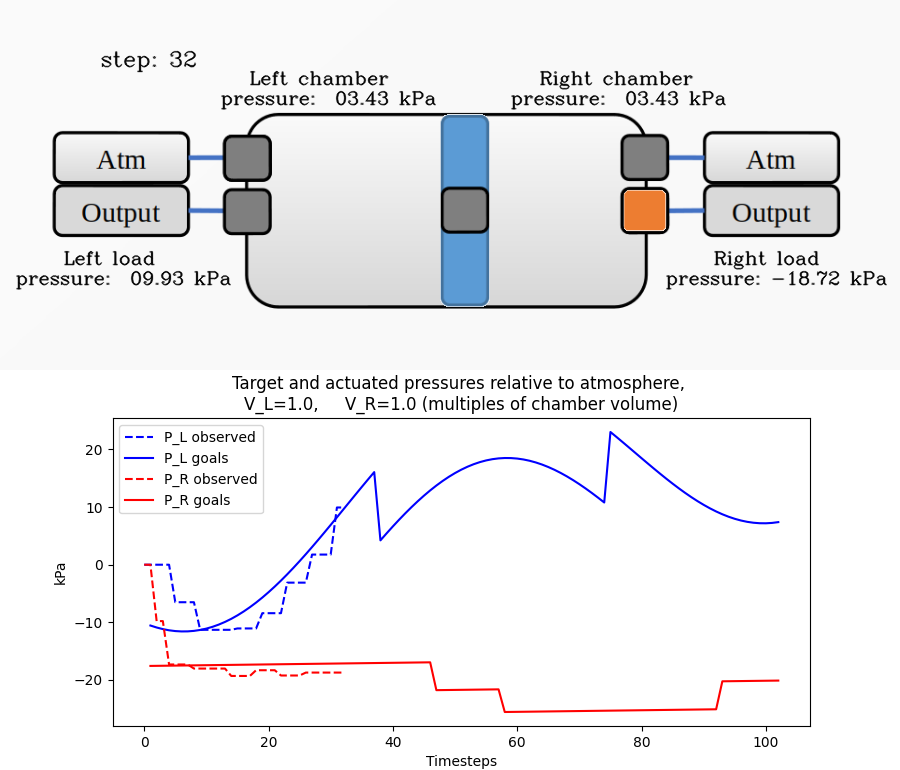 step: 32
Left chamber
pressure: 03.43 kPa
Right chamber
pressure: 03.43 kPa
Atm
Output
Atm
Output
Left load
pressure: 09.93 kPa
Right load
pressure: −18.72 kPa
Target and actuated pressures relative to atmosphere,
V_L=1.0, V_R=1.0 (multiples of chamber volume)
P_L observed
P_L goals
P_R observed
P_R goals
kPa
20
10
0
−10
−20
0 20 40 60 80 100
Timesteps